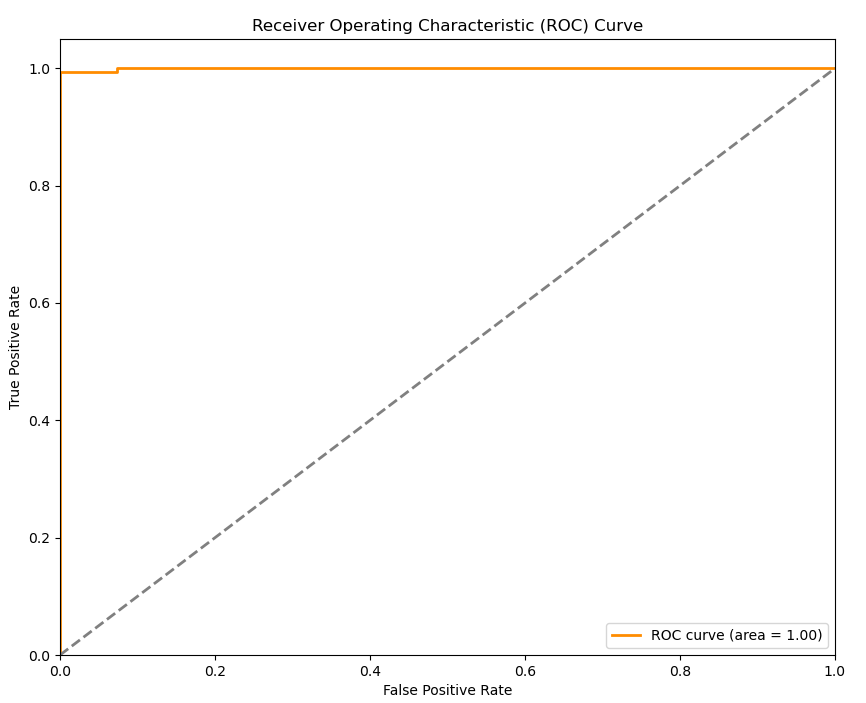 Receiver Operating Characteristic (ROC) Curve
1.0
0.8
0.6
0.4
0.2
0.0
True Positive Rate
ROC curve (area = 1.00)
0.0 0.2 0.4 0.6 0.8 1.0
False Positive Rate